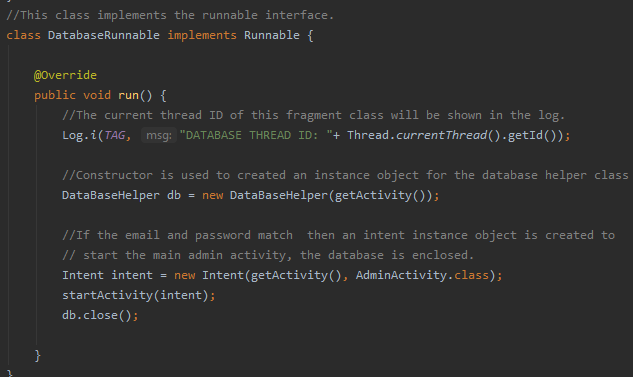 //This class implements the runnable interface.
class DatabaseRunnable implements Runnable {
@Override
public void run() {
//The current thread ID of this fragment class will be shown in the log.
Log.i(TAG, msg: "DATABASE THREAD ID: "+ Thread.currentThread().getId());
//Constructor is used to created an instance object for the database helper class
DataBaseHelper db = new DataBaseHelper(getActivity());
//If the email and password match  then an intent instance object is created to
// start the main admin activity, the database is enclosed.
Intent intent = new Intent(getActivity(), AdminActivity.class);
startActivity(intent);
db.close();
}
}